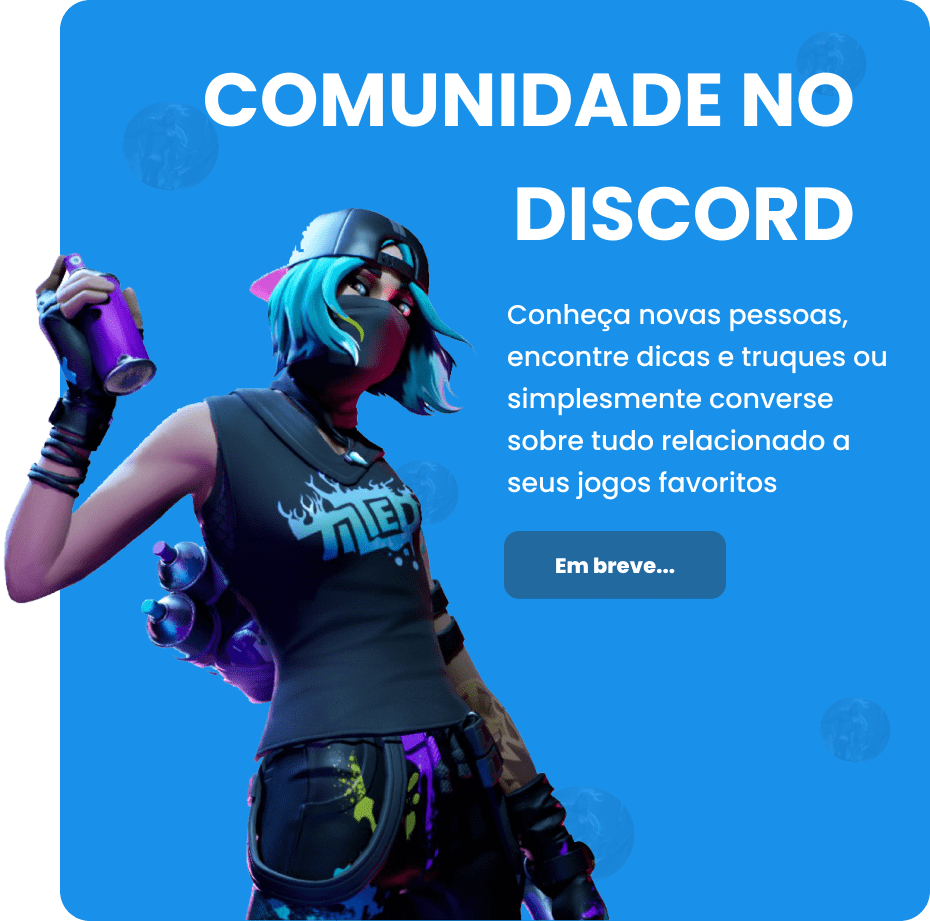 COMUNIDADE NO
DISCORD
Conheça novas pessoas,
encontre dicas e truques ou
simplesmente converse
sobre tudo relacionado a
seus jogos favoritos
TILTED
Em breve...